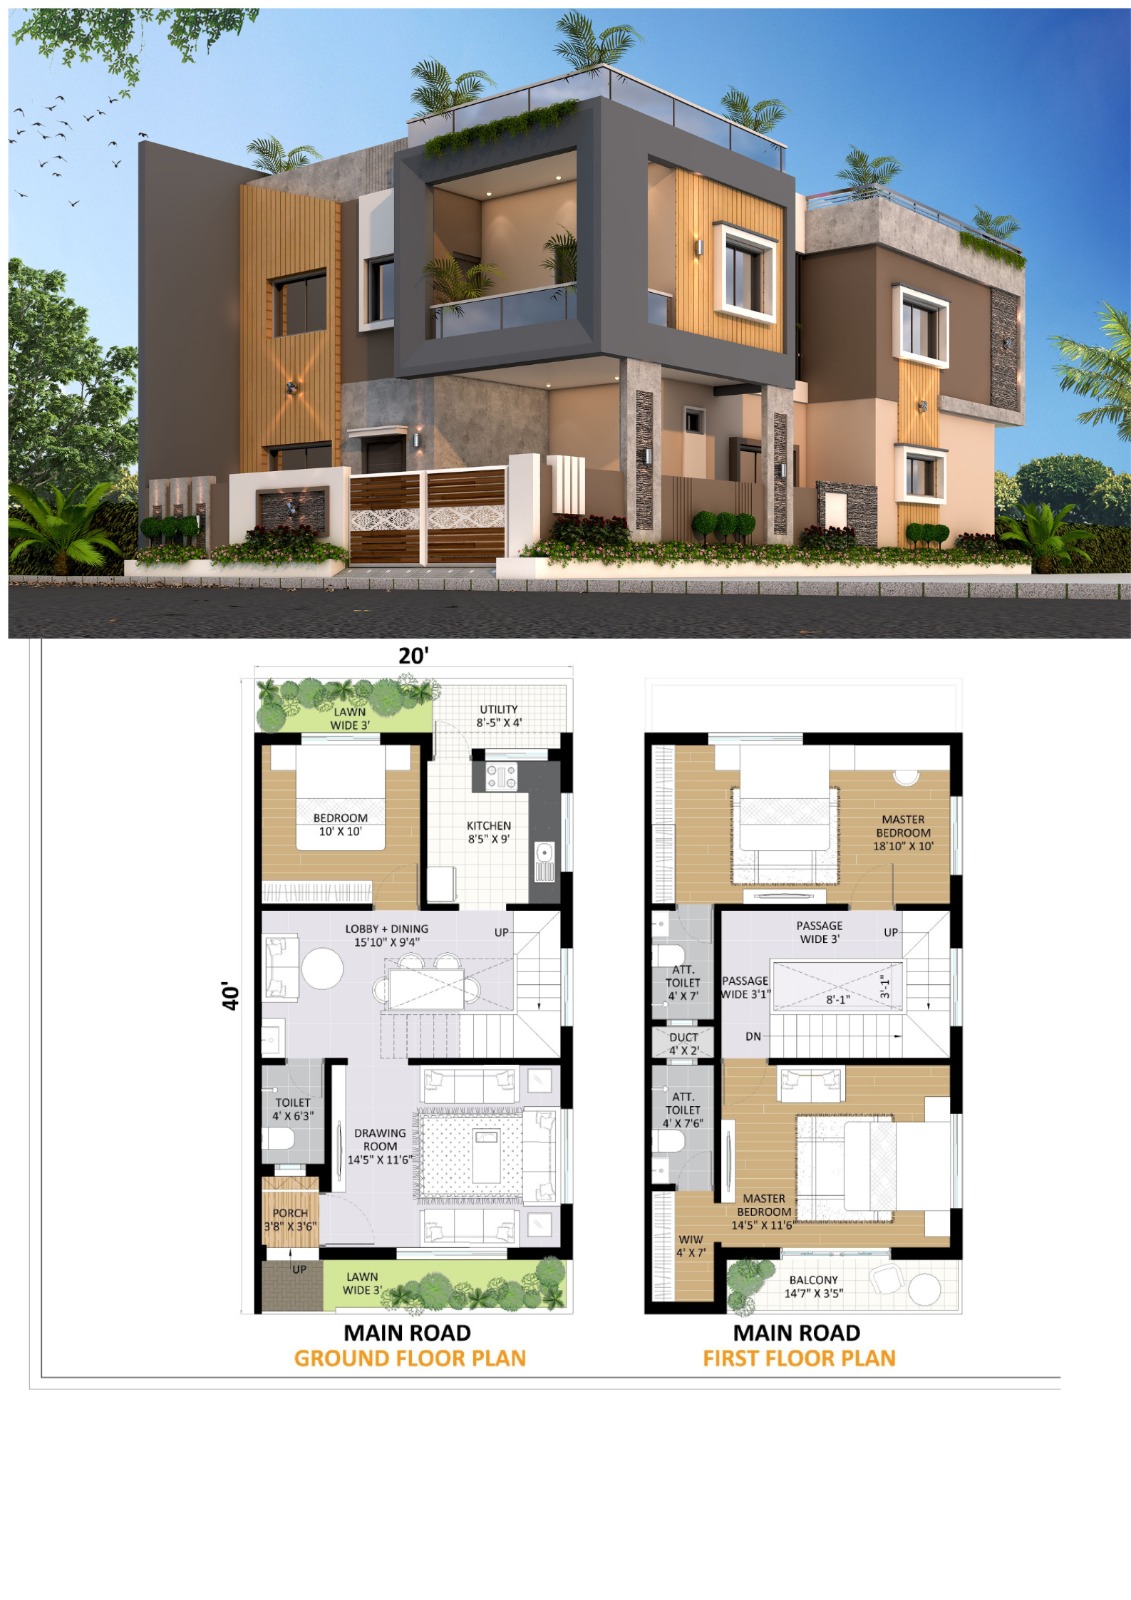 20'
40'
LAWN
WIDE 3'
UTILITY
8'-5" X 4'
BEDROOM
10' X 10'
KITCHEN
8'5" X 9'
LOBBY + DINING
15'10" X 9'4"
UP
TOILET
4' X 6'3"
DRAWING
ROOM
14'5" X 11'6"
PORCH
3'8" X 3'6"
UP
LAWN
WIDE 3'
MAIN ROAD
GROUND FLOOR PLAN
MASTER
BEDROOM
18'10" X 10'
PASSAGE
WIDE 3'
UP
ATT.
TOILET
4' X 7'
PASSAGE
WIDE 3'1"
8'-1"
3'-1"
DUCT
4' X 2'
DN
ATT.
TOILET
4' X 7'6"
MASTER
BEDROOM
14'5" X 11'6
WIW
4' X 7'
BALCONY
14'7" X 3'5"
MAIN ROAD
FIRST FLOOR PLAN